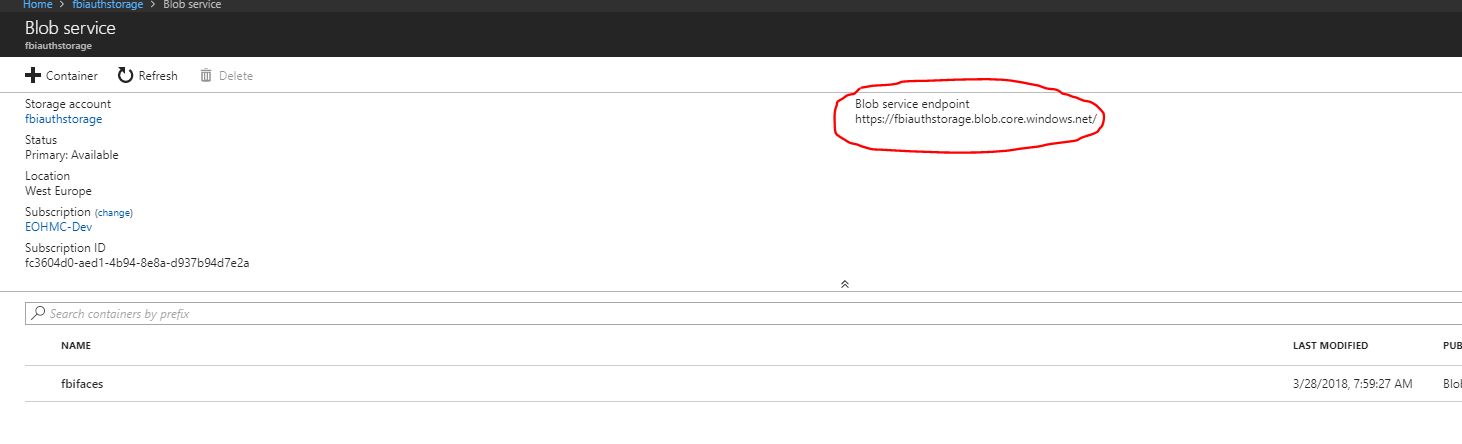 Home > fbiauthstorage > Blob service
Blob service
fbiauthstorage
Container Refresh Delete
Storage account
fbiauthstorage
Status
Primary: Available
Location
West Europe
Subscription (change)
EOHMC-Dev
Subscription ID
fc3604d0-aed1-4b94-8e8a-d937b94d7e2a
Blob service endpoint
https://fbiauthstorage.blob.core.windows.net/
Search containers by prefix
NAME LAST MODIFIED PUB
fbifaces 3/28/2018, 7:59:27 AM Blo